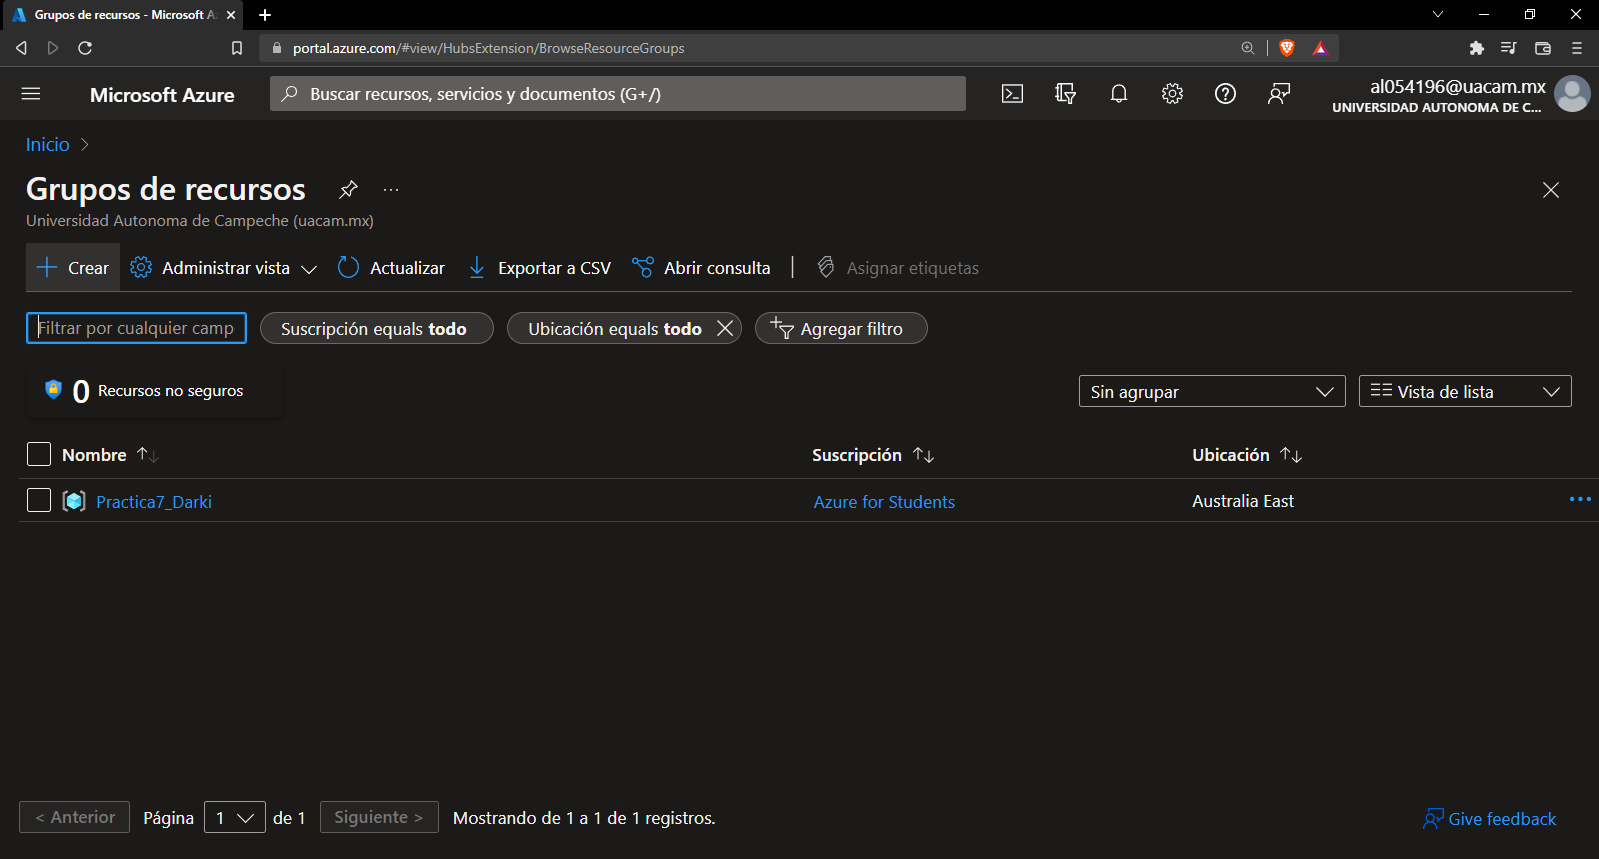 Grupos de recursos - Microsoft Az
portal.azure.com/#view/HubsExtension/BrowseResourceGroups
Microsoft Azure
Buscar recursos, servicios y documentos (G+/)
al054196@uacam.mx
UNIVERSIDAD AUTONOMA DE C...
Inicio
Grupos de recursos
Universidad Autonoma de Campeche (uacam.mx)
Crear
Administrar vista
Actualizar
Exportar a CSV
Abrir consulta
Asignar etiquetas
Filtrar por cualquier camp
Suscripción equals todo
Ubicación equals todo
Agregar filtro
0 Recursos no seguros
Sin agrupar
Vista de lista
Nombre
Suscripción
Ubicación
Practica7_Darki
Azure for Students
Australia East
< Anterior
Página 1 de 1
Siguiente >
Mostrando de 1 a 1 de 1 registros.
Give feedback